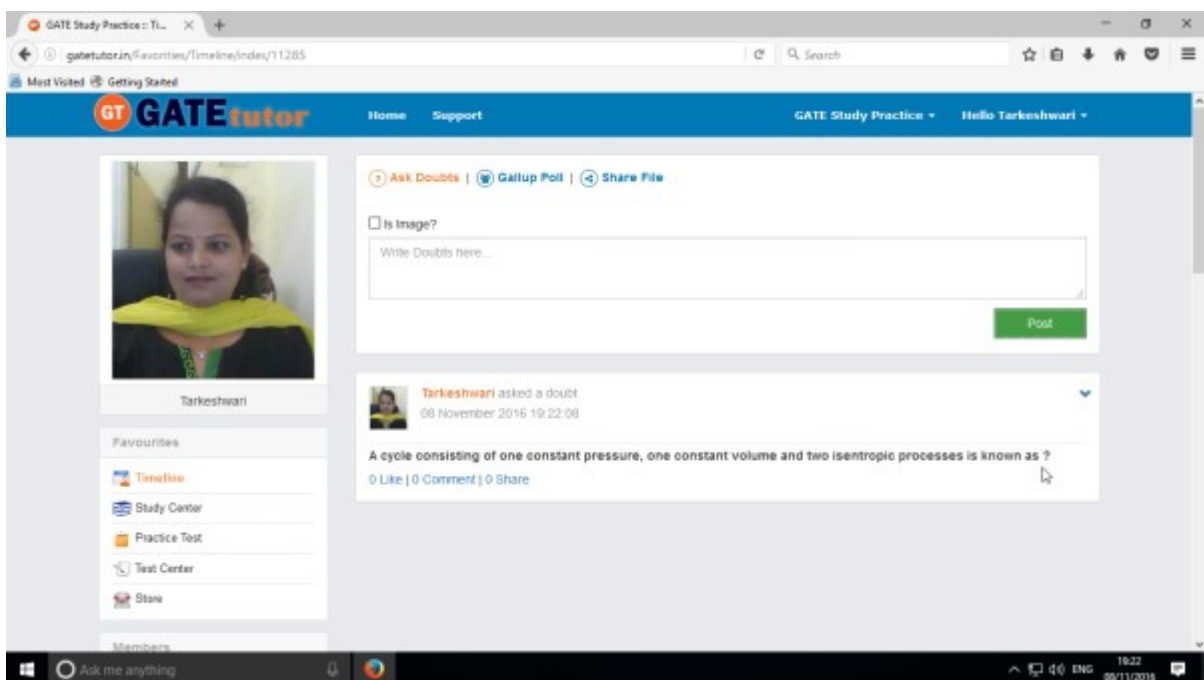 GATE Study Practice :: Ti...
gatetutor.in/Favorities/Timeline/index/11285
Search
Most Visited
Getting Started
GT GATEtutor
Home
Support
GATE Study Practice
Hello Tarkeshwari
Ask Doubts | Gallup Poll | Share File
Is Image?
Write Doubts here...
Post
Tarkeshwari
Tarkeshwari asked a doubt
08 November 2016 19:22:08
A cycle consisting of one constant pressure, one constant volume and two isentropic processes is known as ?
0 Like | 0 Comment | 0 Share
Favourites
Timeline
Study Center
Practice Test
Test Center
Store
Members
Ask me anything
ENG
19:22
08/11/2016